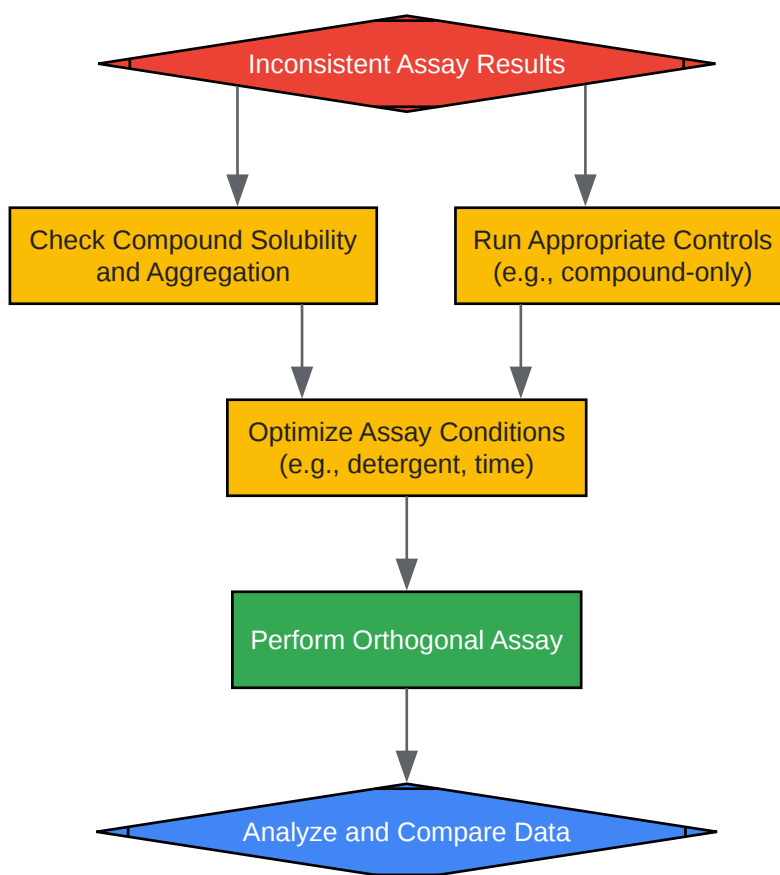 Inconsistent Assay Results
Check Compound Solubility
and Aggregation
Run Appropriate Controls
(e.g., compound-only)
Optimize Assay Conditions
(e.g., detergent, time)
Perform Orthogonal Assay
Analyze and Compare Data